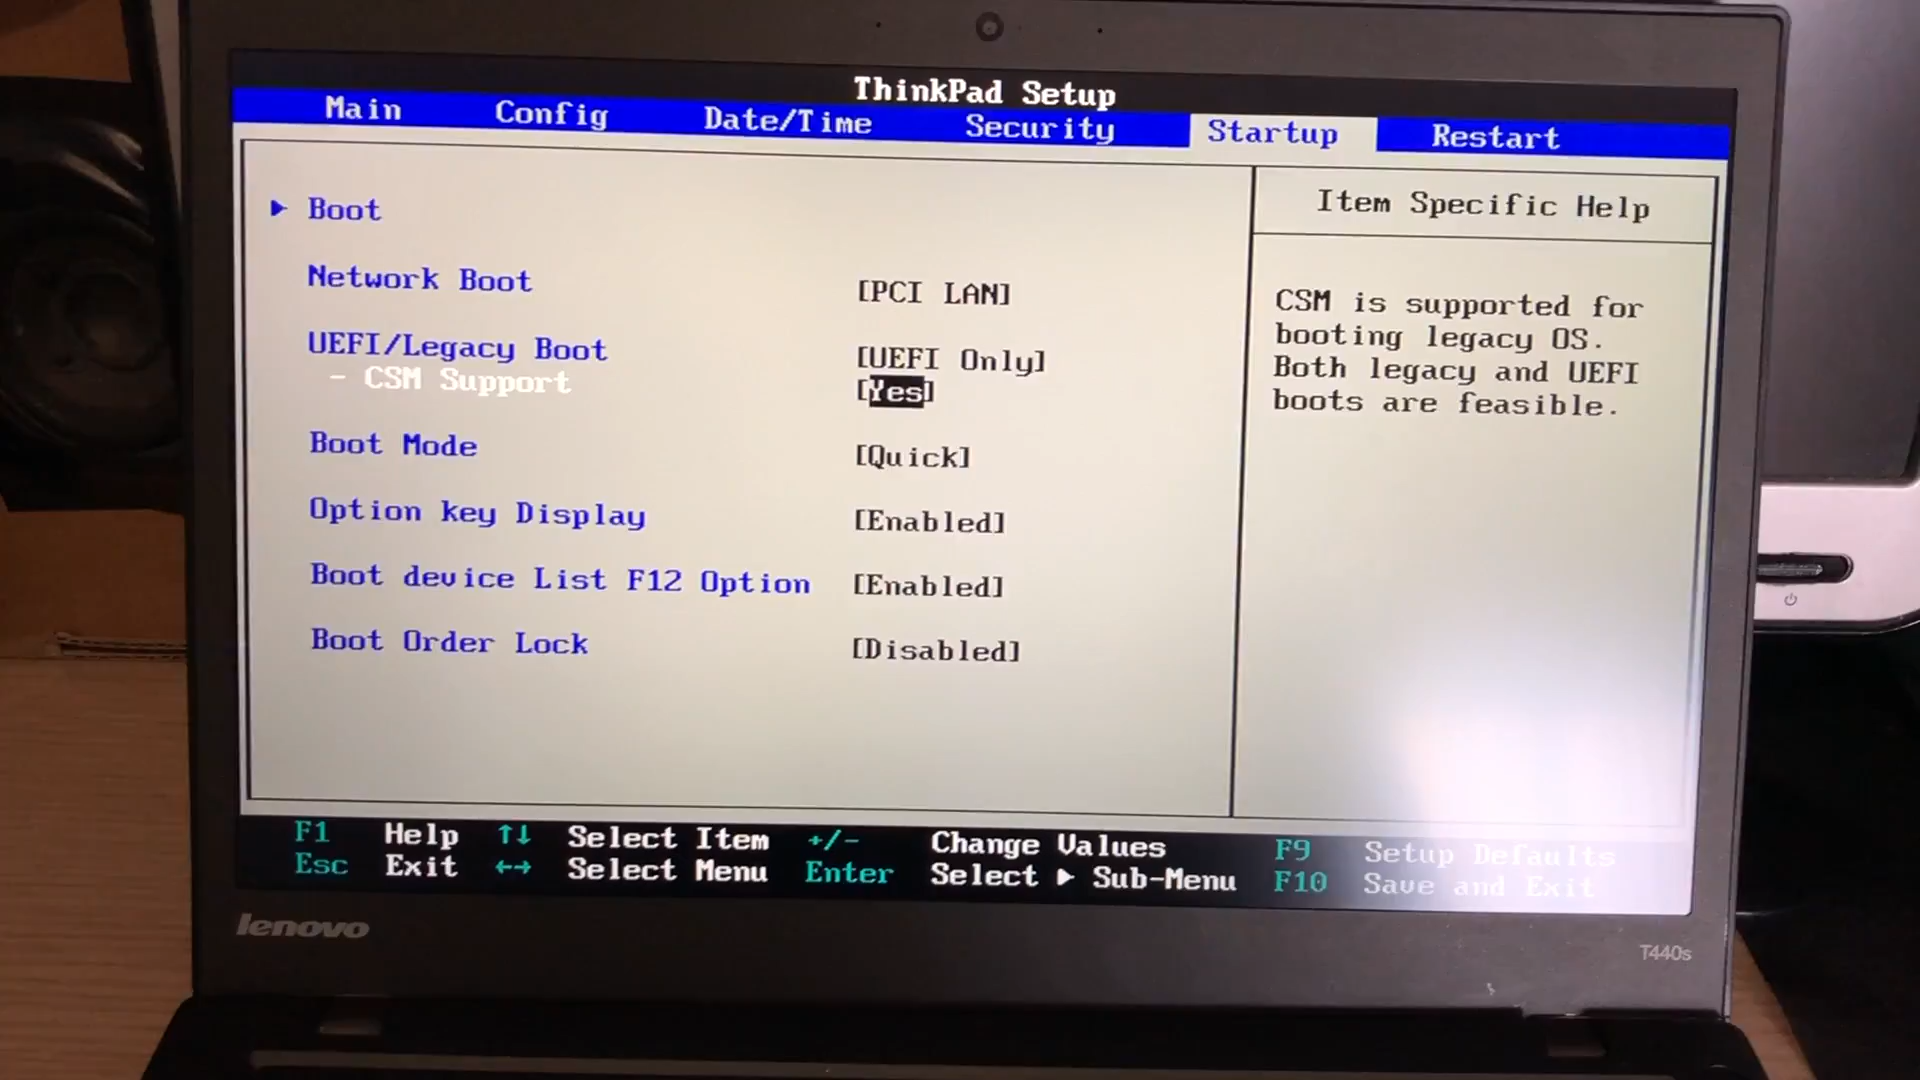 ThinkPad Setup
Main Config Date/Time Security Startup Restart
Boot
Network Boot [PCI LAN]
UEFI/Legacy Boot [UEFI Only]
- CSM Support [Yes]
Boot Mode [Quick]
Option key Display [Enabled]
Boot device List F12 Option [Enabled]
Boot Order Lock [Disabled]
Item Specific Help
CSM is supported for
booting legacy OS.
Both legacy and UEFI
boots are feasible.
F1 Help ↑↓ Select Item +/- Change Values F9 Setup Defaults
Esc Exit ←→ Select Menu Enter Select ▶ Sub-Menu F10 Save and Exit
lenovo
T440s